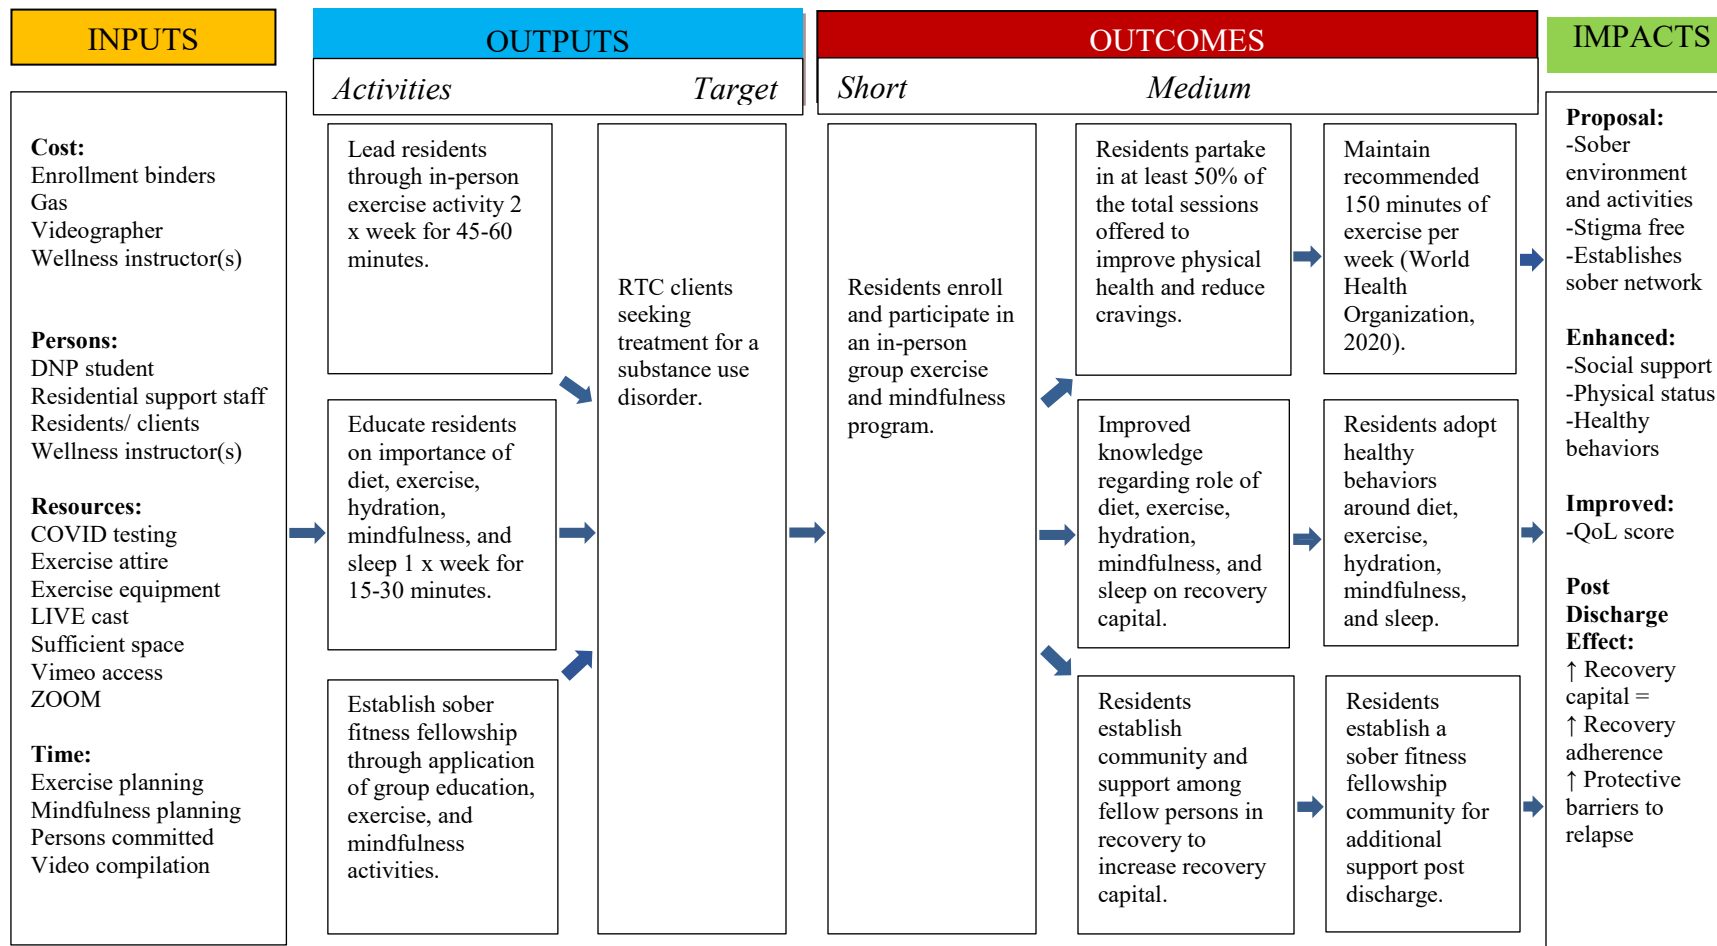 INPUTS
OUTPUTS
OUTCOMES
IMPACTS
Activities
Target
Short
Medium
Cost:
Enrollment binders
Gas
Videographer
Wellness instructor(s)
Persons:
DNP student
Residential support staff
Residents/ clients
Wellness instructor(s)
Resources:
COVID testing
Exercise attire
Exercise equipment
LIVE cast
Sufficient space
Vimeo access
ZOOM
Time:
Exercise planning
Mindfulness planning
Persons committed
Video compilation
Lead residents
through in-person
exercise activity 2
x week for 45-60
minutes.
Educate residents
on importance of
diet, exercise,
hydration,
mindfulness, and
sleep 1 x week for
15-30 minutes.
Establish sober
fitness fellowship
through application
of group education,
exercise, and
mindfulness
activities.
RTC clients
seeking
treatment for a
substance use
disorder.
Residents enroll
and participate in
an in-person
group exercise
and mindfulness
program.
Residents partake
in at least 50% of
the total sessions
offered to
improve physical
health and reduce
cravings.
Improved
knowledge
regarding role of
diet, exercise,
hydration,
mindfulness, and
sleep on recovery
capital.
Residents
establish
community and
support among
fellow persons in
recovery to
increase recovery
capital.
Maintain
recommended
150 minutes of
exercise per
week (World
Health
Organization,
2020).
Residents adopt
healthy
behaviors
around diet,
exercise,
hydration,
mindfulness,
and sleep.
Residents
establish a
sober fitness
fellowship
community for
additional
support post
discharge.
Proposal:
-Sober
environment
and activities
-Stigma free
-Establishes
sober network
Enhanced:
-Social support
-Physical status
-Healthy
behaviors
Improved:
-QoL score
Post
Discharge
Effect:
↑ Recovery
capital =
↑ Recovery
adherence
↑ Protective
barriers to
relapse